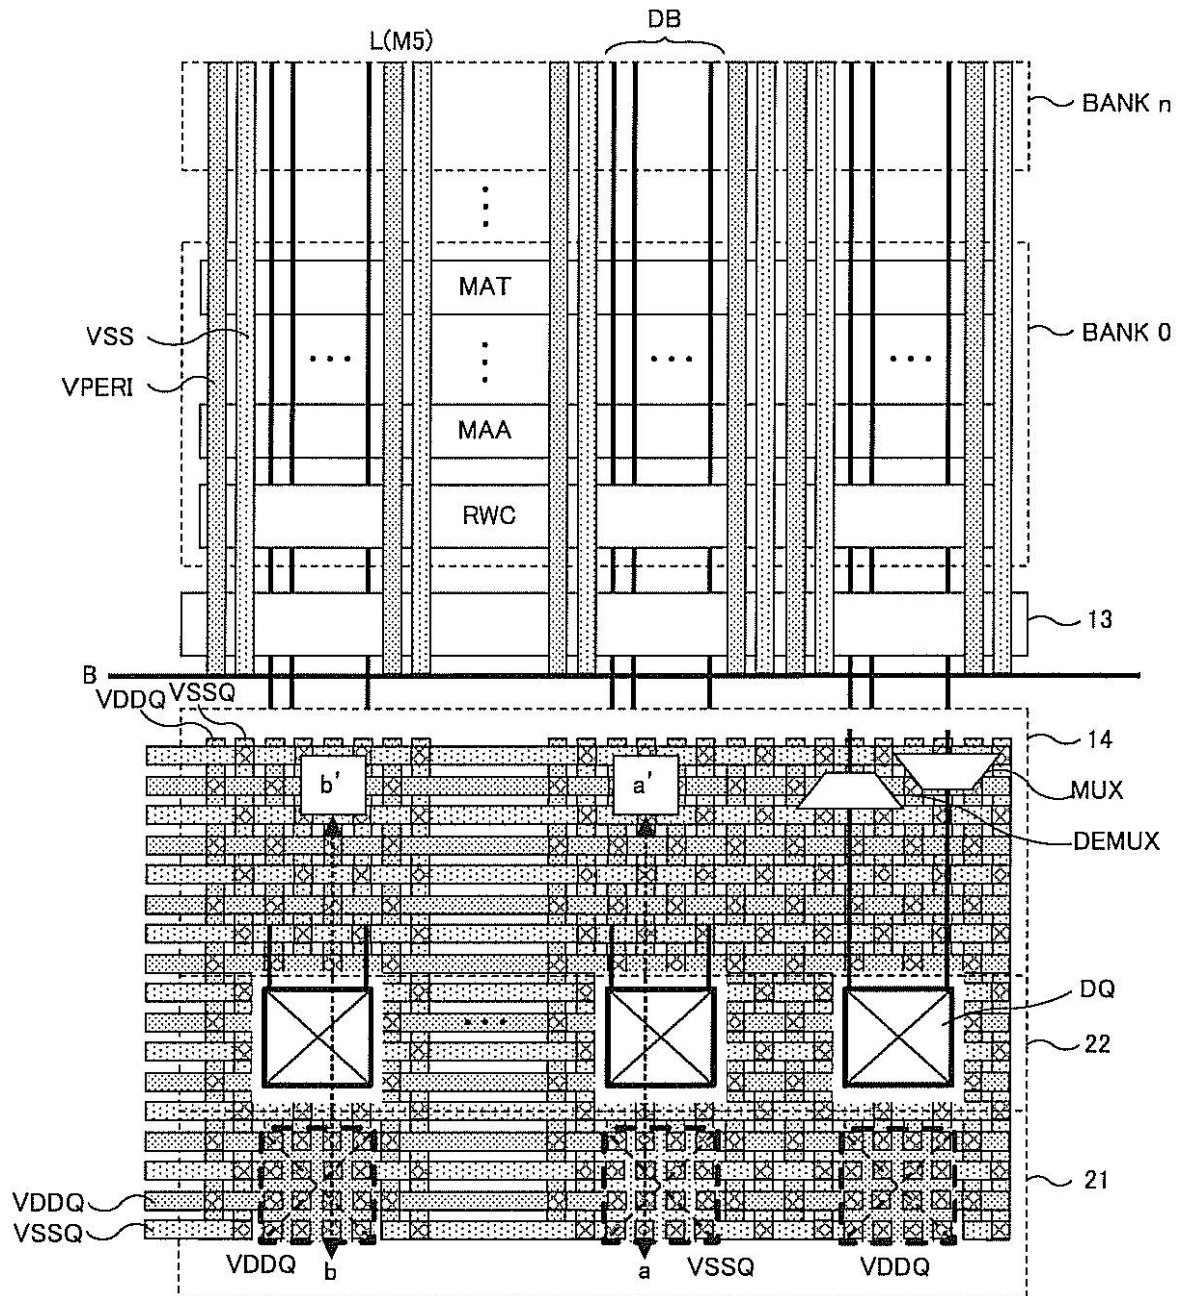 DB
L(M5)
BANK n
MAT
VSS
BANK 0
VPERI
MAA
RWC
13
B
VDDQ
VSSQ
14
b'
a'
MUX
DEMUX
DQ
22
21
VDDQ
VSSQ
VDDQ
b
a
VSSQ
VDDQ